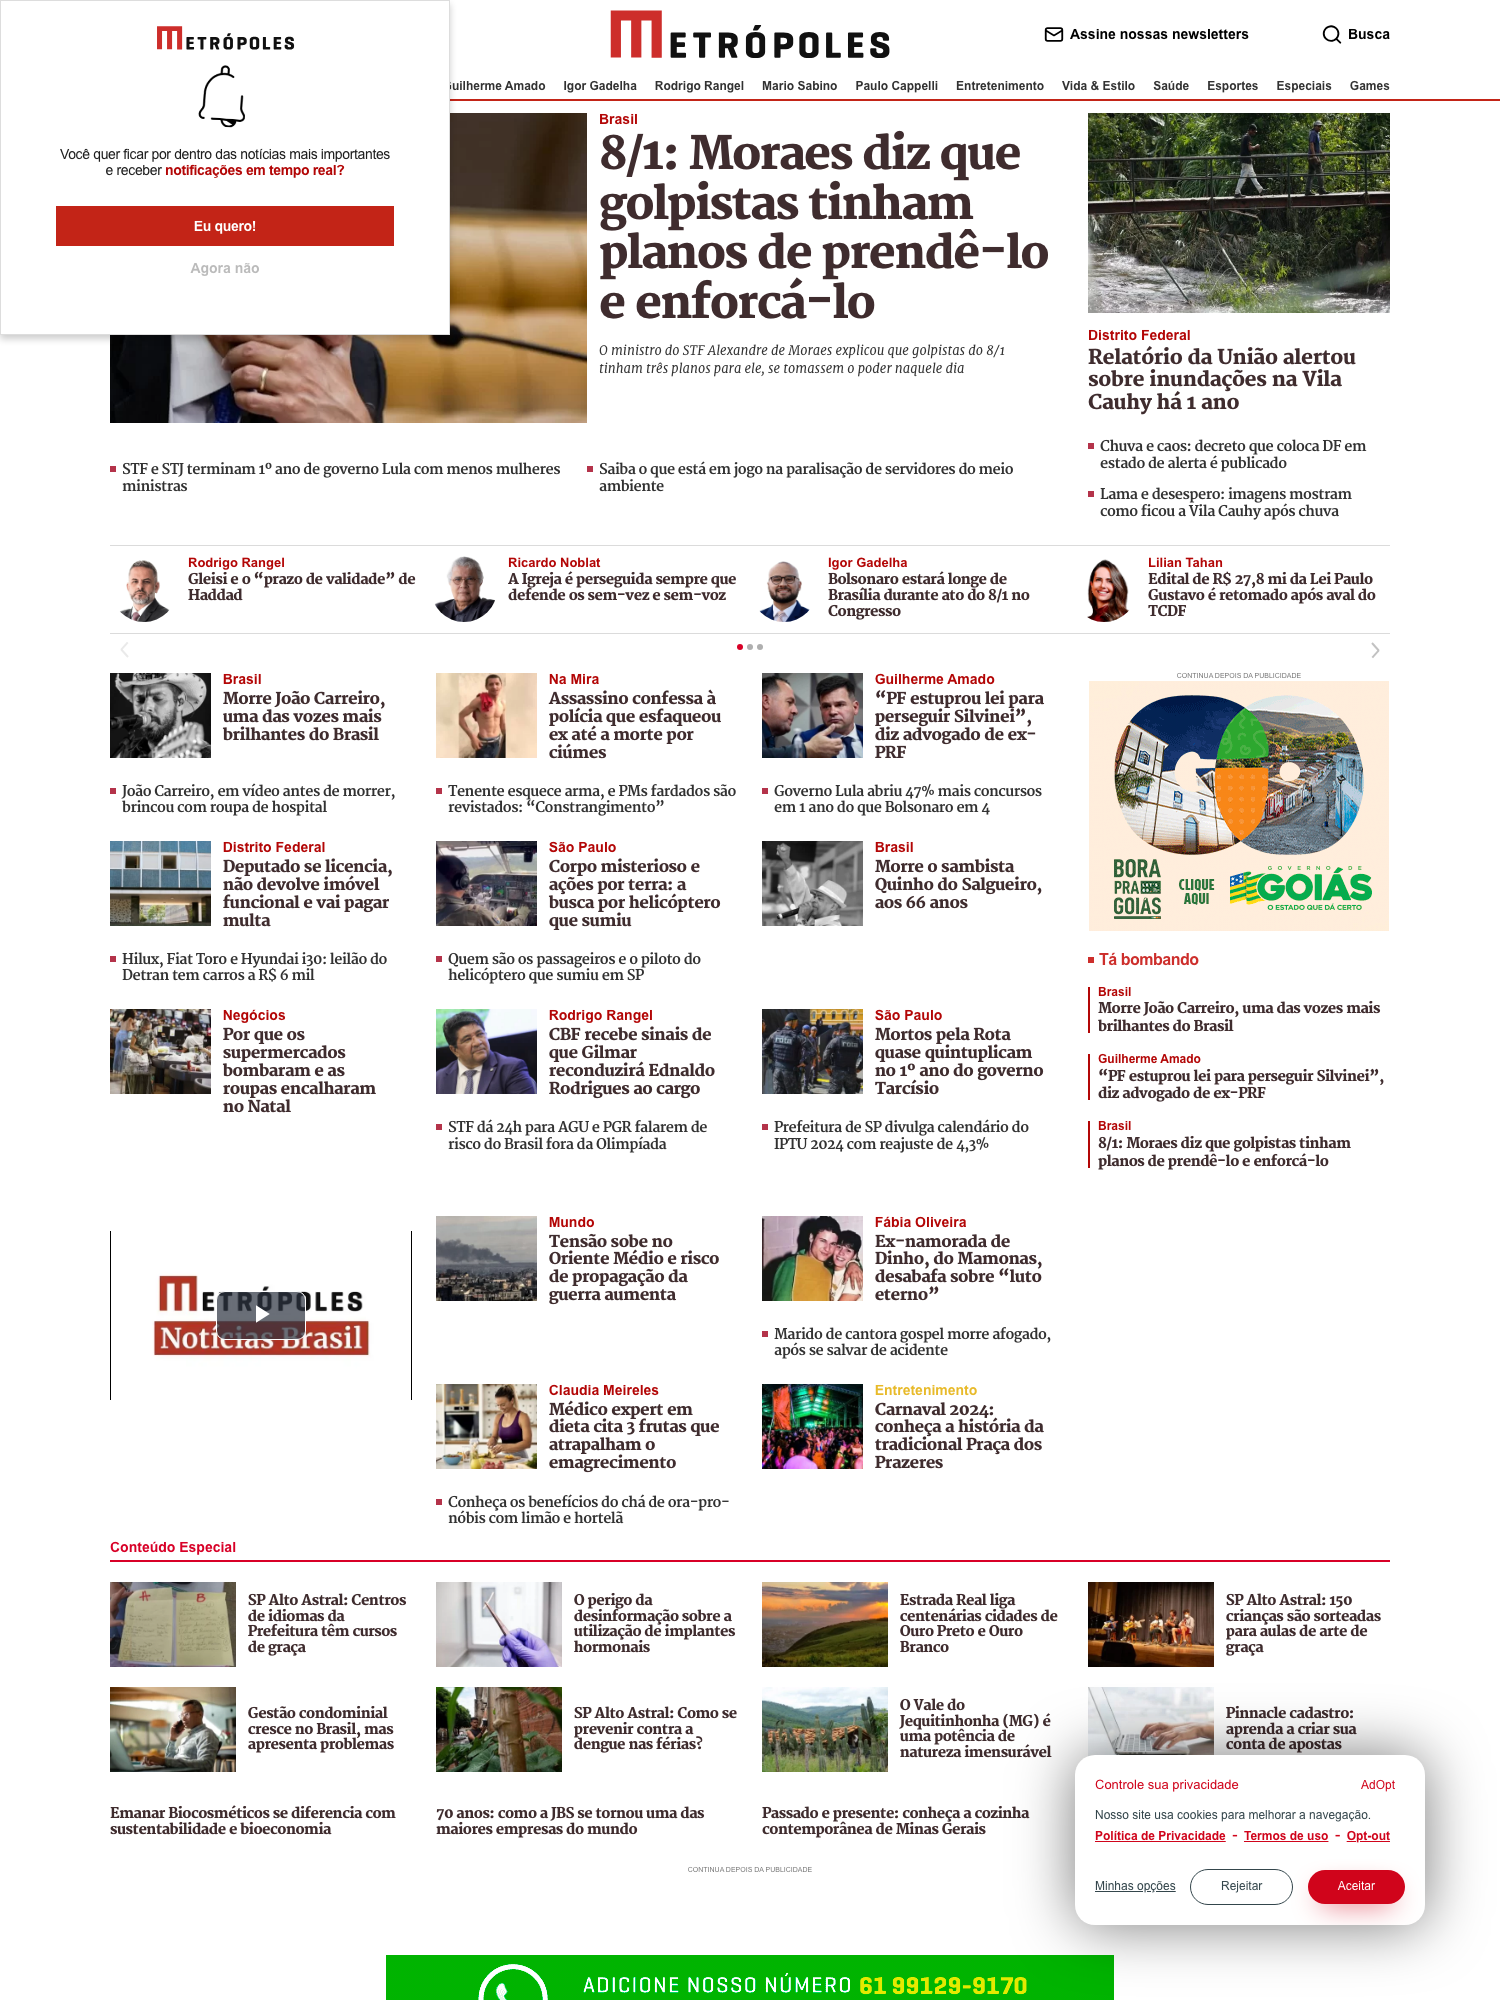 METRÓPOLES
Você quer ficar por dentro das notícias mais importantes
e receber notificações em tempo real?
Eu quero!
Agora não
METRÓPOLES
Assine nossas newsletters
Busca
Guilherme Amado
Igor Gadelha
Rodrigo Rangel
Mario Sabino
Paulo Cappelli
Entretenimento
Vida & Estilo
Saúde
Esportes
Especiais
Games
Brasil
8/1: Moraes diz que
golpistas tinham
planos de prendê-lo
e enforcá-lo
O ministro do STF Alexandre de Moraes explicou que golpistas do 8/1
tinham três planos para ele, se tomassem o poder naquele dia
STF e STJ terminam 1º ano de governo Lula com menos mulheres
ministras
Saiba o que está em jogo na paralisação de servidores do meio
ambiente
Distrito Federal
Relatório da União alertou
sobre inundações na Vila
Cauhy há 1 ano
Chuva e caos: decreto que coloca DF em
estado de alerta é publicado
Lama e desespero: imagens mostram
como ficou a Vila Cauhy após chuva
Rodrigo Rangel
Gleisi e o “prazo de validade” de
Haddad
Ricardo Noblat
A Igreja é perseguida sempre que
defende os sem-vez e sem-voz
Igor Gadelha
Bolsonaro estará longe de
Brasília durante ato do 8/1 no
Congresso
Lilian Tahan
Edital de R$ 27,8 mi da Lei Paulo
Gustavo é retomado após aval do
TCDF
Brasil
Morre João Carreiro,
uma das vozes mais
brilhantes do Brasil
João Carreiro, em vídeo antes de morrer,
brincou com roupa de hospital
Na Mira
Assassino confessa à
polícia que esfaqueou
ex até a morte por
ciúmes
Tenente esquece arma, e PMs fardados são
revistados: “Constrangimento”
Guilherme Amado
“PF estuprou lei para
perseguir Silvinei”,
diz advogado de ex-
PRF
Governo Lula abriu 47% mais concursos
em 1 ano do que Bolsonaro em 4
CONTINUA DEPOIS DA PUBLICIDADE
BORA
PRA
GOIÁS
CLIQUE
AQUI
GOVERNO DE
GOIÁS
O ESTADO QUE DÁ CERTO
Distrito Federal
Deputado se licencia,
não devolve imóvel
funcional e vai pagar
multa
Hilux, Fiat Toro e Hyundai i30: leilão do
Detran tem carros a R$ 6 mil
São Paulo
Corpo misterioso e
ações por terra: a
busca por helicóptero
que sumiu
Quem são os passageiros e o piloto do
helicóptero que sumiu em SP
Brasil
Morre o sambista
Quinho do Salgueiro,
aos 66 anos
Tá bombando
Brasil
Morre João Carreiro, uma das vozes mais
brilhantes do Brasil
Guilherme Amado
“PF estuprou lei para perseguir Silvinei”,
diz advogado de ex-PRF
Brasil
8/1: Moraes diz que golpistas tinham
planos de prendê-lo e enforcá-lo
Negócios
Por que os
supermercados
bombaram e as
roupas encalharam
no Natal
Rodrigo Rangel
CBF recebe sinais de
que Gilmar
reconduzirá Ednaldo
Rodrigues ao cargo
STF dá 24h para AGU e PGR falarem de
risco do Brasil fora da Olimpíada
São Paulo
rota
Mortos pela Rota
quase quintuplicam
no 1º ano do governo
Tarcísio
Prefeitura de SP divulga calendário do
IPTU 2024 com reajuste de 4,3%
METRÓPOLES
Notícias Brasil
Mundo
Tensão sobe no
Oriente Médio e risco
de propagação da
guerra aumenta
Fábia Oliveira
Ex-namorada de
Dinho, do Mamonas,
desabafa sobre “luto
eterno”
Marido de cantora gospel morre afogado,
após se salvar de acidente
Claudia Meireles
Médico expert em
dieta cita 3 frutas que
atrapalham o
emagrecimento
Conheça os benefícios do chá de ora-pro-
nóbis com limão e hortelã
Entretenimento
Carnaval 2024:
conheça a história da
tradicional Praça dos
Prazeres
Conteúdo Especial
A B
SP Alto Astral: Centros
de idiomas da
Prefeitura têm cursos
de graça
O perigo da
desinformação sobre a
utilização de implantes
hormonais
Estrada Real liga
centenárias cidades de
Ouro Preto e Ouro
Branco
SP Alto Astral: 150
crianças são sorteadas
para aulas de arte de
graça
Gestão condominial
cresce no Brasil, mas
apresenta problemas
SP Alto Astral: Como se
prevenir contra a
dengue nas férias?
O Vale do
Jequitinhonha (MG) é
uma potência de
natureza imensurável
Pinnacle cadastro:
aprenda a criar sua
conta de apostas
Emanar Biocosméticos se diferencia com
sustentabilidade e bioeconomia
70 anos: como a JBS se tornou uma das
maiores empresas do mundo
Passado e presente: conheça a cozinha
contemporânea de Minas Gerais
Controle sua privacidade
AdOpt
Nosso site usa cookies para melhorar a navegação.
Política de Privacidade - Termos de uso - Opt-out
Minhas opções
Rejeitar
Aceitar
CONTINUA DEPOIS DA PUBLICIDADE
ADICIONE NOSSO NÚMERO 61 99129-9170